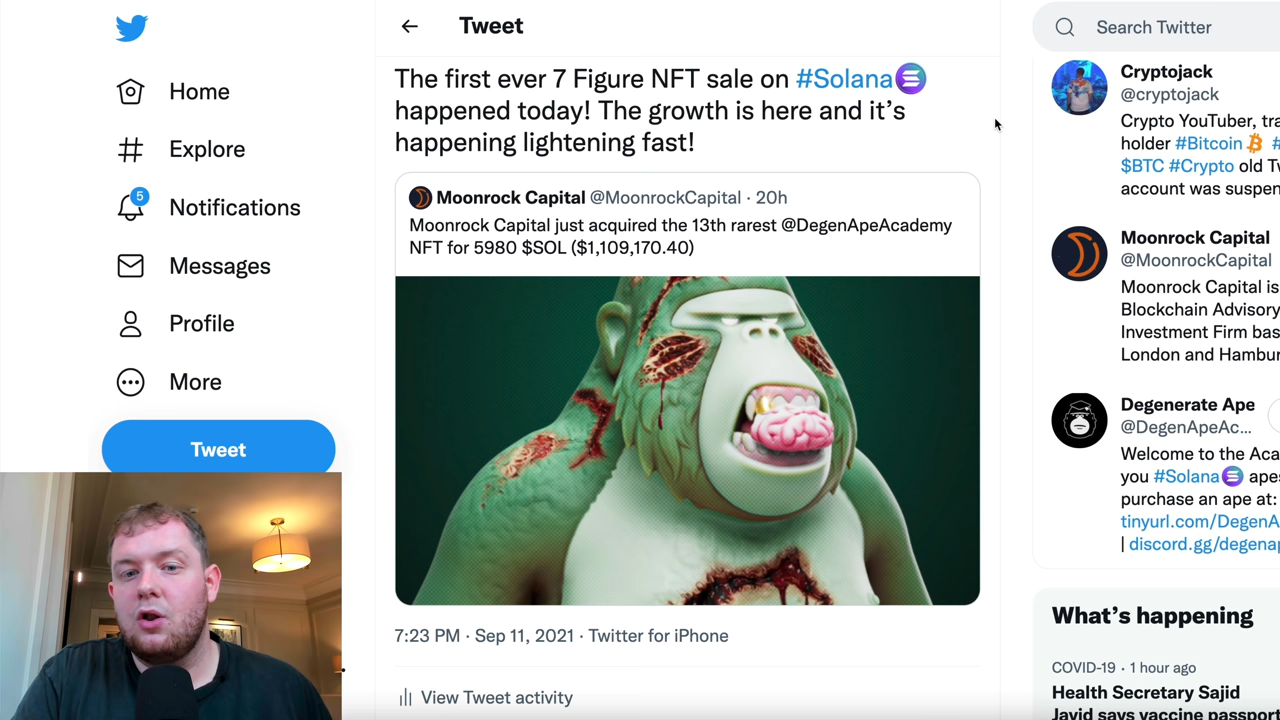 Tweet
Search Twitter
Home
Explore
5
Notifications
Messages
Profile
More
Tweet
The first ever 7 Figure NFT sale on #Solana
happened today! The growth is here and it's
happening lightening fast!
Moonrock Capital @MoonrockCapital · 20h
Moonrock Capital just acquired the 13th rarest @DegenApeAcademy
NFT for 5980 $SOL ($1,109,170.40)
7:23 PM · Sep 11, 2021 · Twitter for iPhone
View Tweet activity
Cryptojack
@cryptojack
Crypto YouTuber, tra
holder #Bitcoin #
$BTC #Crypto old Tw
account was suspen
Moonrock Capital
@MoonrockCapital
Moonrock Capital is
Blockchain Advisory
Investment Firm bas
London and Hambur
Degenerate Ape
@DegenApeAc...
Welcome to the Aca
you #Solana apes
purchase an ape at:
tinyurl.com/DegenA
| discord.gg/degenap
What's happening
COVID-19 · 1 hour ago
Health Secretary Sajid
Javid says vaccine passport